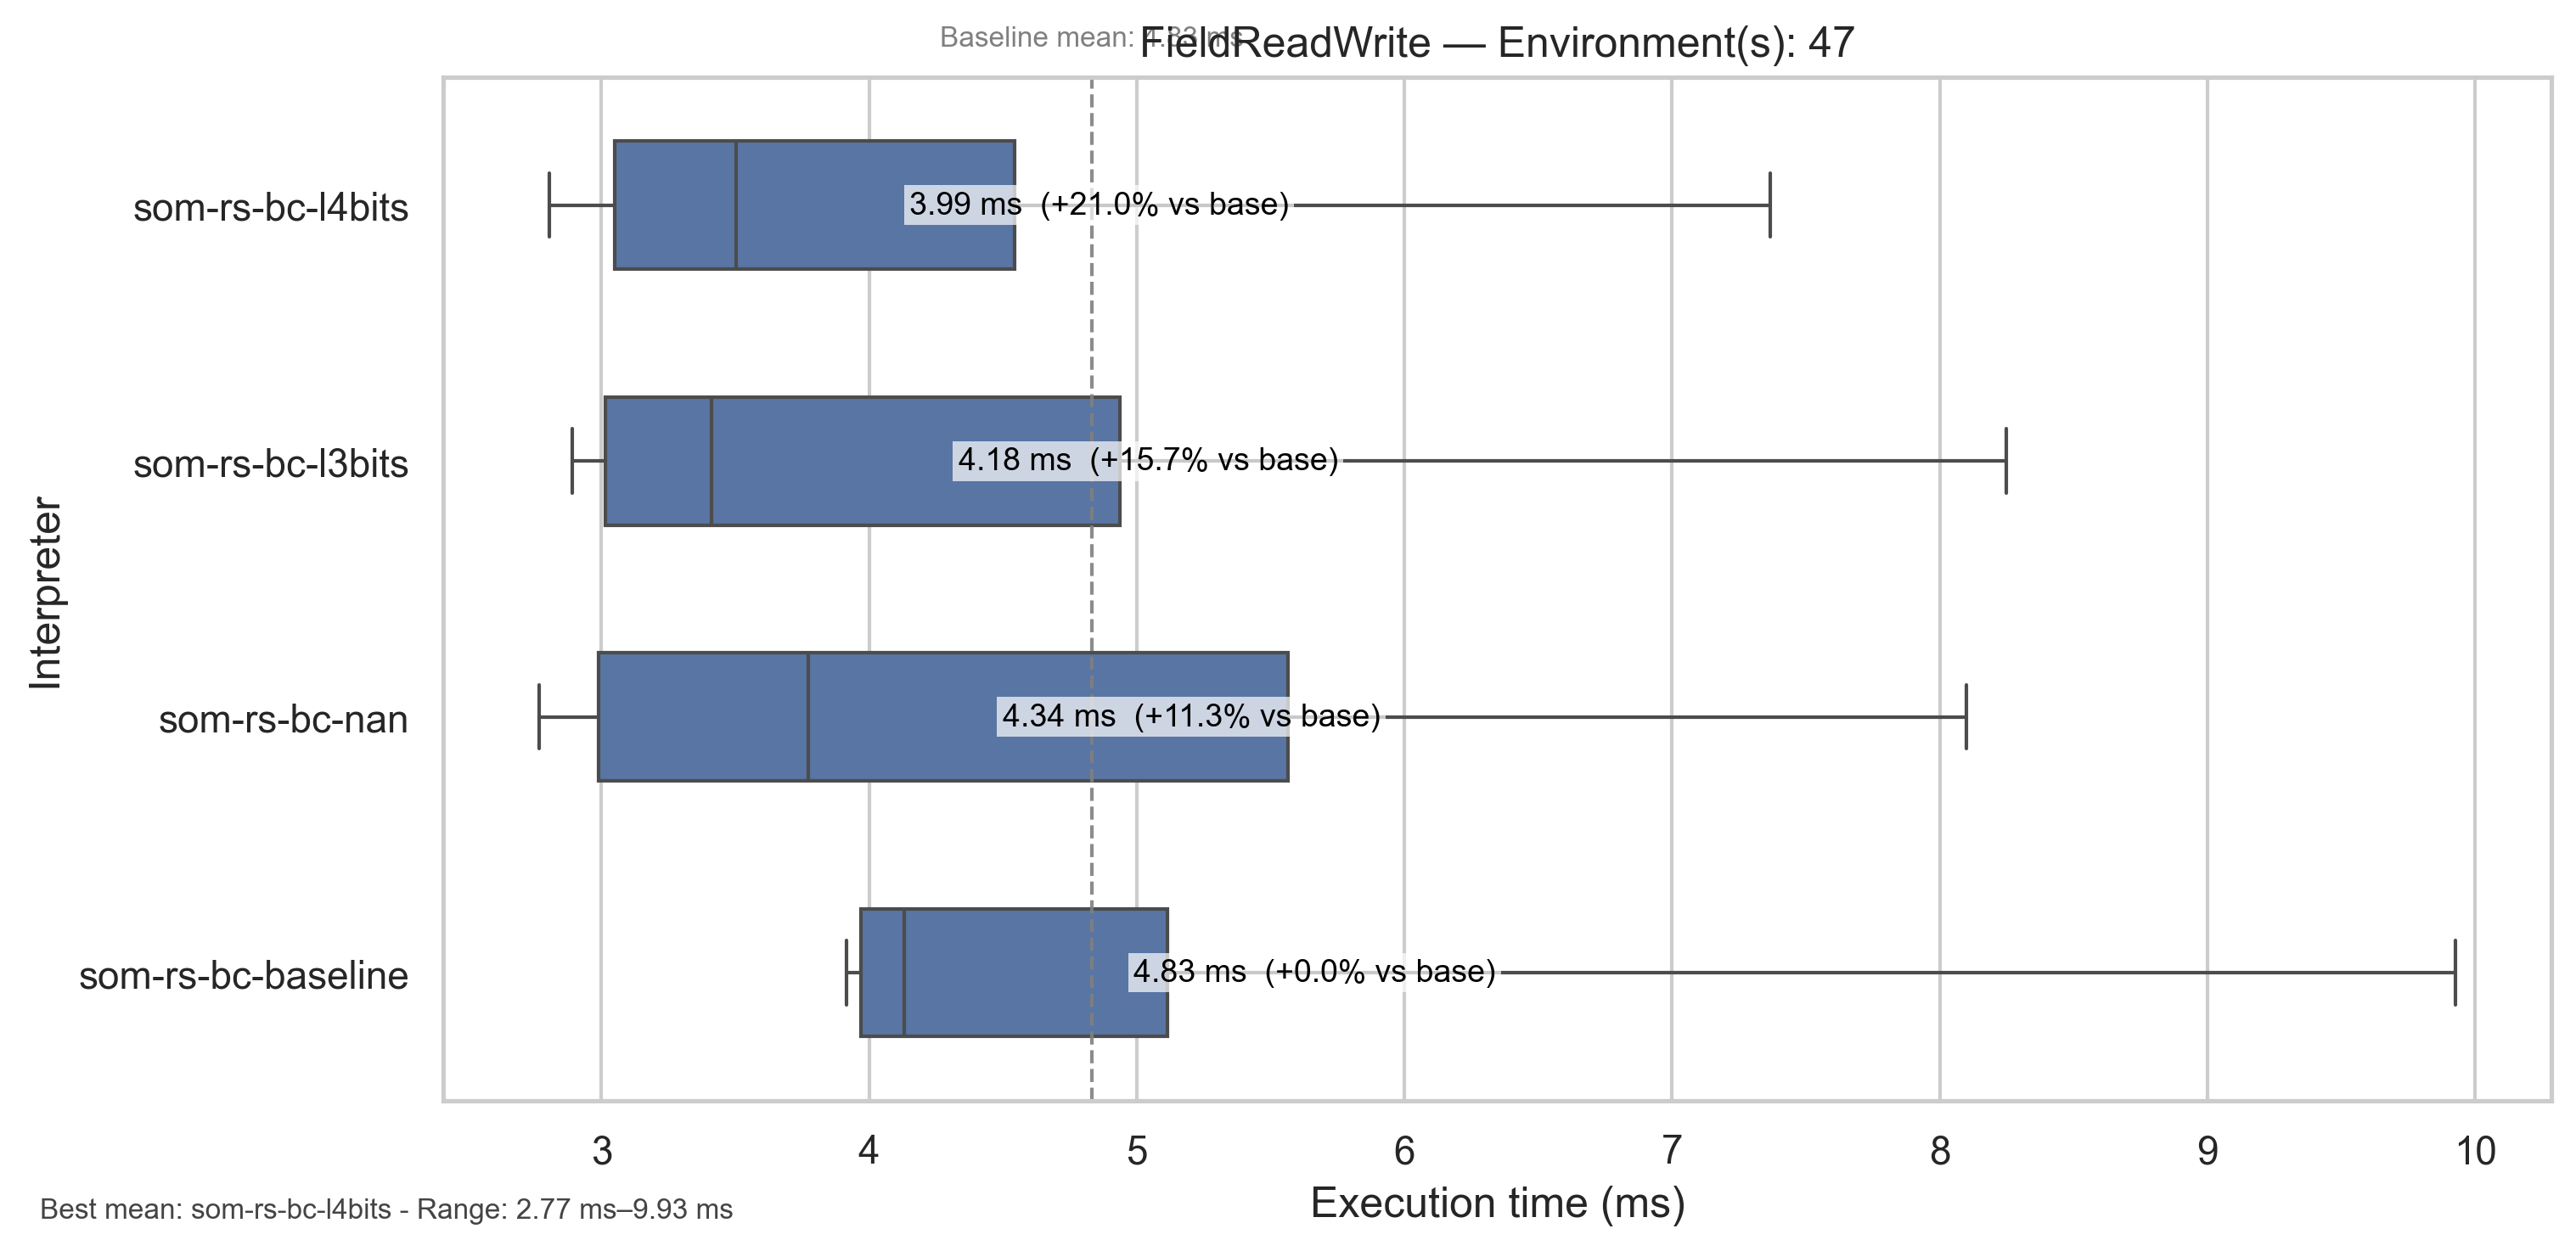 Baseline mean: 4.83 ms
FieldReadWrite — Environment(s): 47
Interpreter
som-rs-bc-l4bits
3.99 ms (+21.0% vs base)
som-rs-bc-l3bits
4.18 ms (+15.7% vs base)
som-rs-bc-nan
4.34 ms (+11.3% vs base)
som-rs-bc-baseline
4.83 ms (+0.0% vs base)
3 4 5 6 7 8 9 10
Execution time (ms)
Best mean: som-rs-bc-l4bits - Range: 2.77 ms–9.93 ms